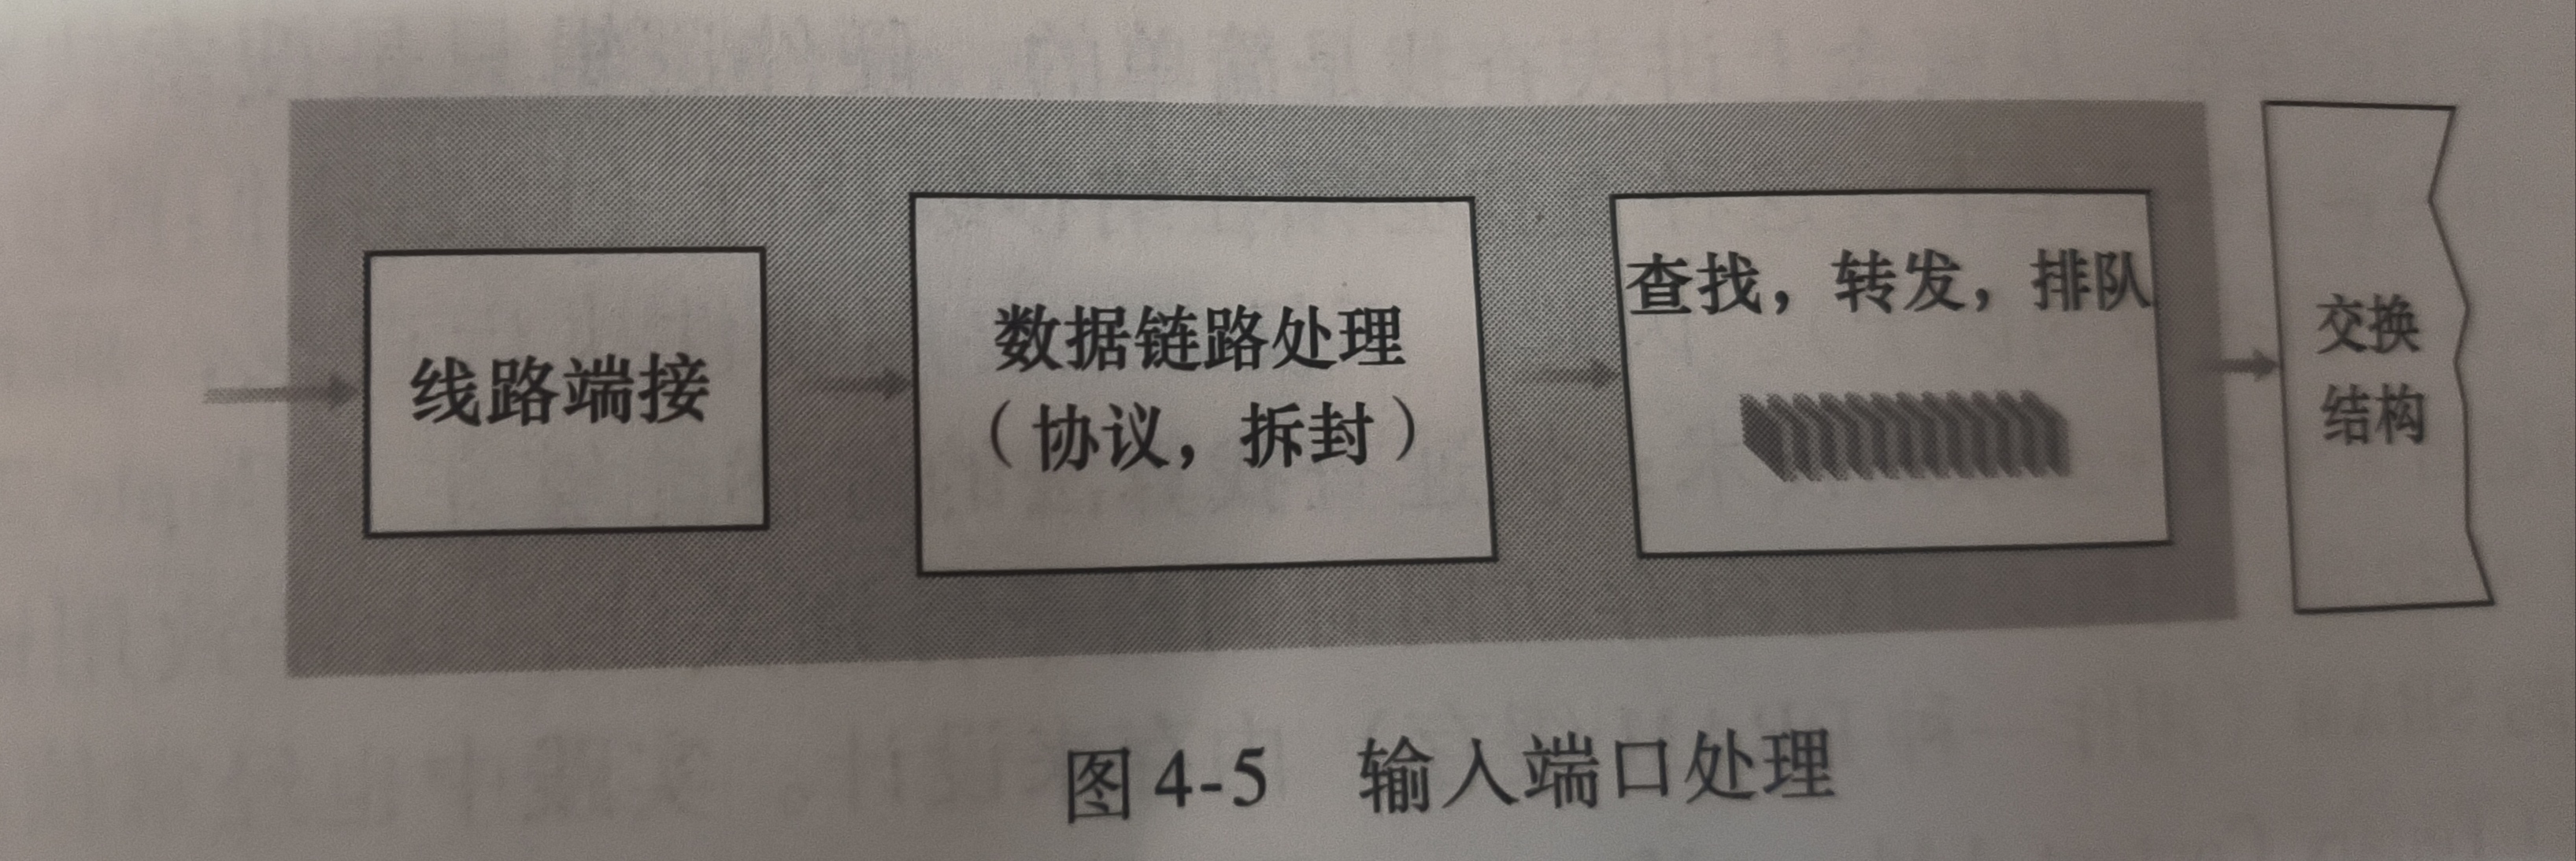 线路端接
数据链路处理
（协议，拆封）
查找，转发，排队
交换
结构
图 4-5 输入端口处理